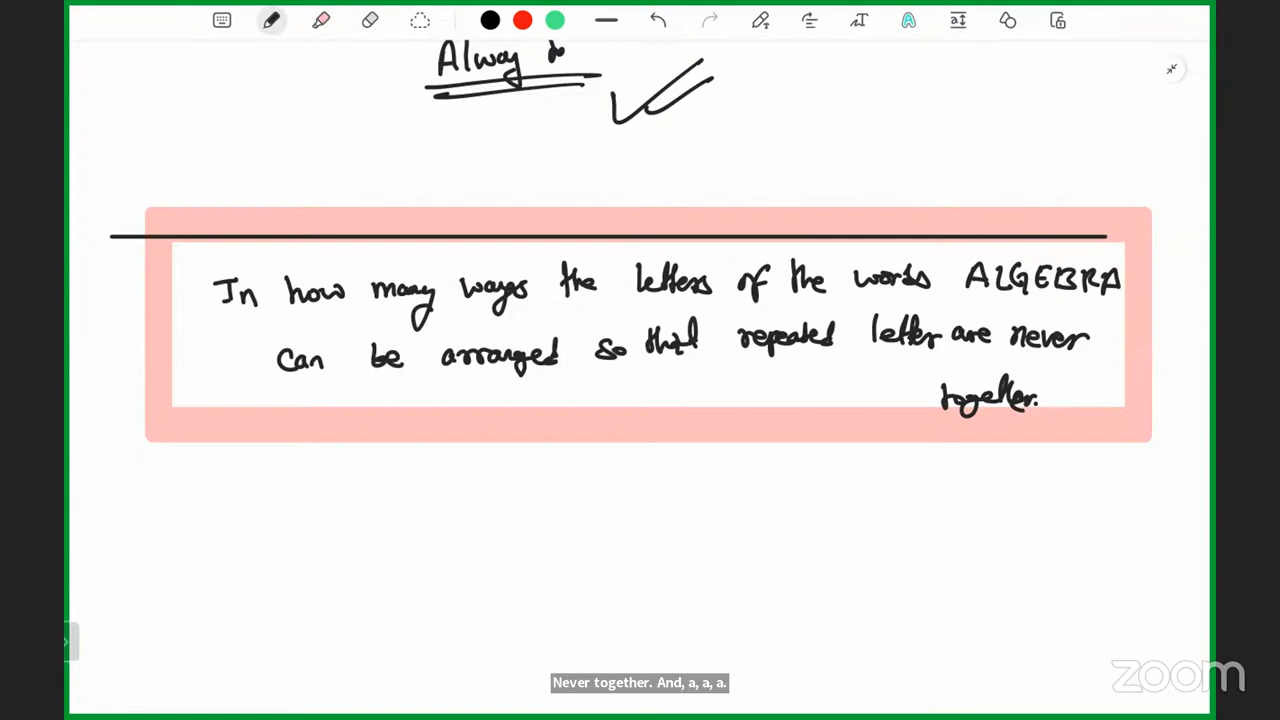 Alway
In how many ways the letters of the words ALGEBRA
can be arranged so that repeated letter are never
together.
Never together. And, a, a, a.
zoom